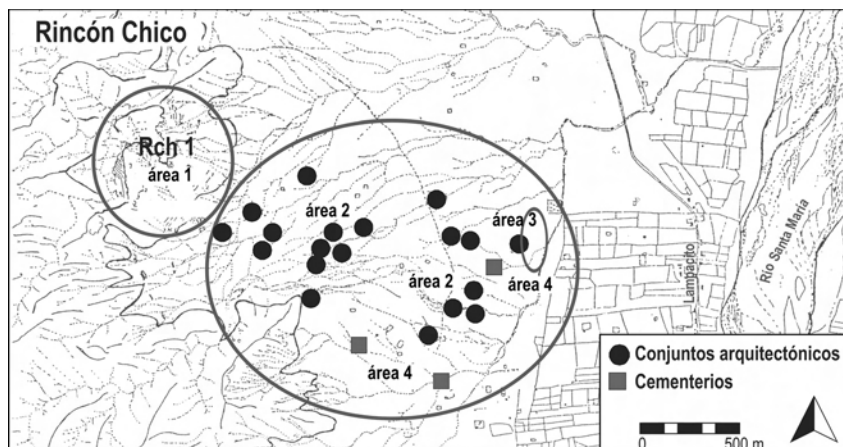 Rincón Chico
Rch 1
área 1
área 2
área 3
área 2
área 4
área 4
Lampacito
Río Santa María
Conjuntos arquitectónicos
Cementerios
0
500 m